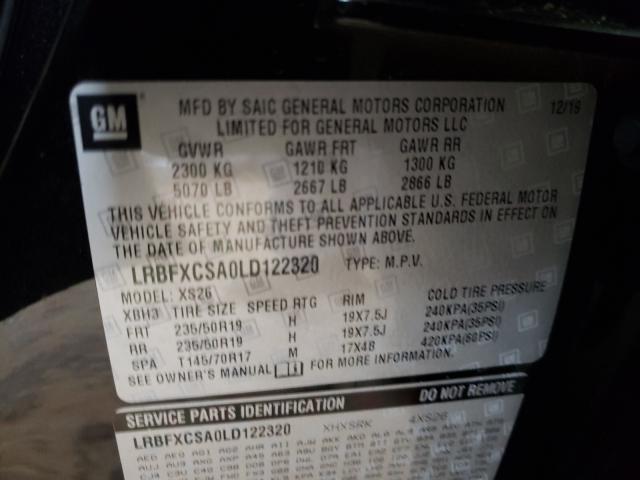 GM
MFD BY SAIC GENERAL MOTORS CORPORATION 12/19
LIMITED FOR GENERAL MOTORS LLC
GVWR GAWR FRT GAWR RR
2300 KG 1210 KG 1300 KG
5070 LB 2667 LB 2866 LB
THIS VEHICLE CONFORMS TO ALL APPLICABLE U.S. FEDERAL MOTOR
VEHICLE SAFETY AND THEFT PREVENTION STANDARDS IN EFFECT ON
THE DATE OF MANUFACTURE SHOWN ABOVE.
LRBFXCSA0LD122320 TYPE: M.P.V.
MODEL: XS26
XBH3 TIRE SIZE SPEED RTG RIM COLD TIRE PRESSURE
FRT 235/50R19 H 19X7.5J 240KPA(35PSI)
RR 235/50R19 H 19X7.5J 240KPA(35PSI)
SPA T145/70R17 M 17X4B 420KPA(60PSI)
SEE OWNER'S MANUAL FOR MORE INFORMATION.
SERVICE PARTS IDENTIFICATION DO NOT REMOVE
LRBFXCSA0LD122320 XHXSRK 4XS26